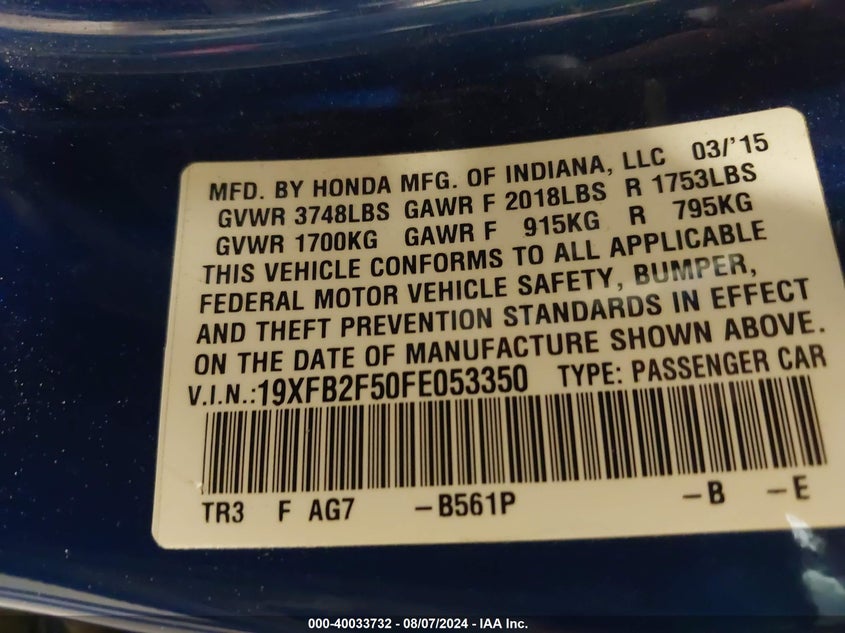 MFD. BY HONDA MFG. OF INDIANA, LLC 03/'15
GVWR 3748LBS GAWR F 2018LBS R 1753LBS
GVWR 1700KG GAWR F 915KG R 795KG
THIS VEHICLE CONFORMS TO ALL APPLICABLE
FEDERAL MOTOR VEHICLE SAFETY, BUMPER,
AND THEFT PREVENTION STANDARDS IN EFFECT
ON THE DATE OF MANUFACTURE SHOWN ABOVE.
V.I.N.:19XFB2F50FE053350 TYPE: PASSENGER CAR
TR3 F AG7 –B561P –B –E
000-40033732 - 08/07/2024 - IAA Inc.